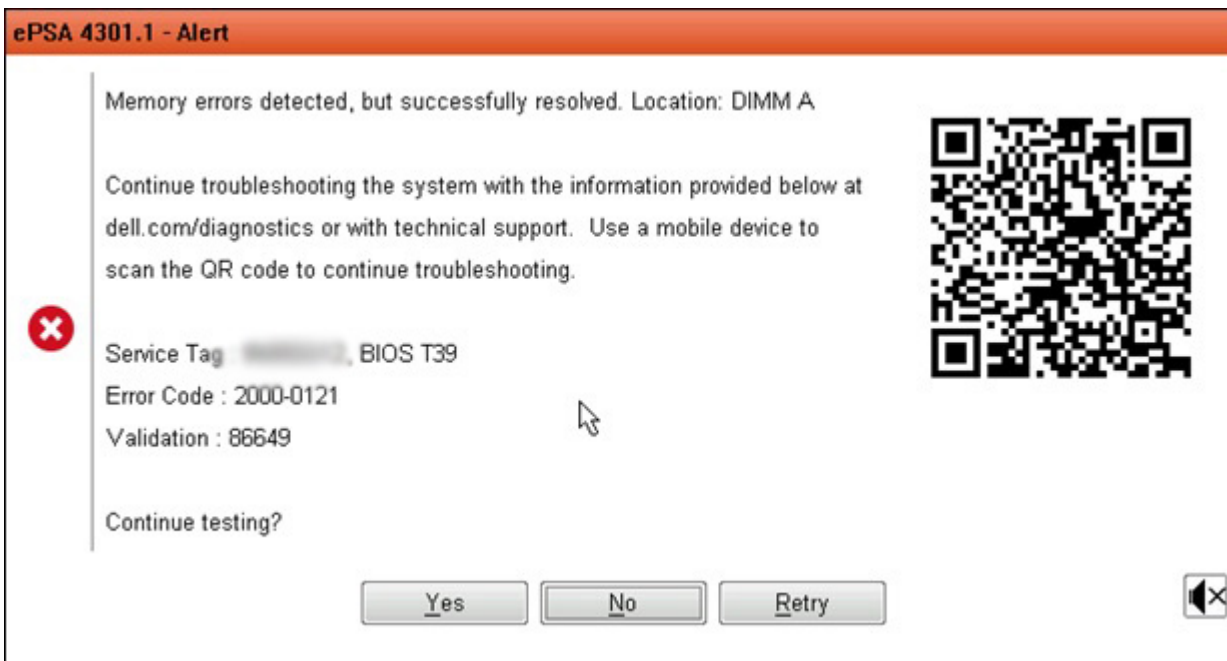 ePSA 4301.1 - Alert
Memory errors detected, but successfully resolved. Location: DIMM A
Continue troubleshooting the system with the information provided below at
dell.com/diagnostics or with technical support. Use a mobile device to
scan the QR code to continue troubleshooting.
Service Tag : , BIOS T39
Error Code : 2000-0121
Validation : 86649
Continue testing?
Yes
No
Retry